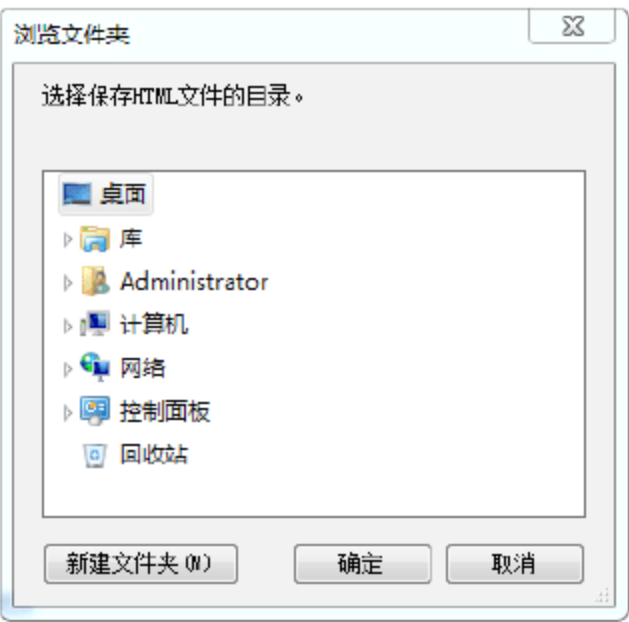 浏览文件夹
选择保存HTML文件的目录。
桌面
库
Administrator
计算机
网络
控制面板
回收站
新建文件夹(N) 确定 取消